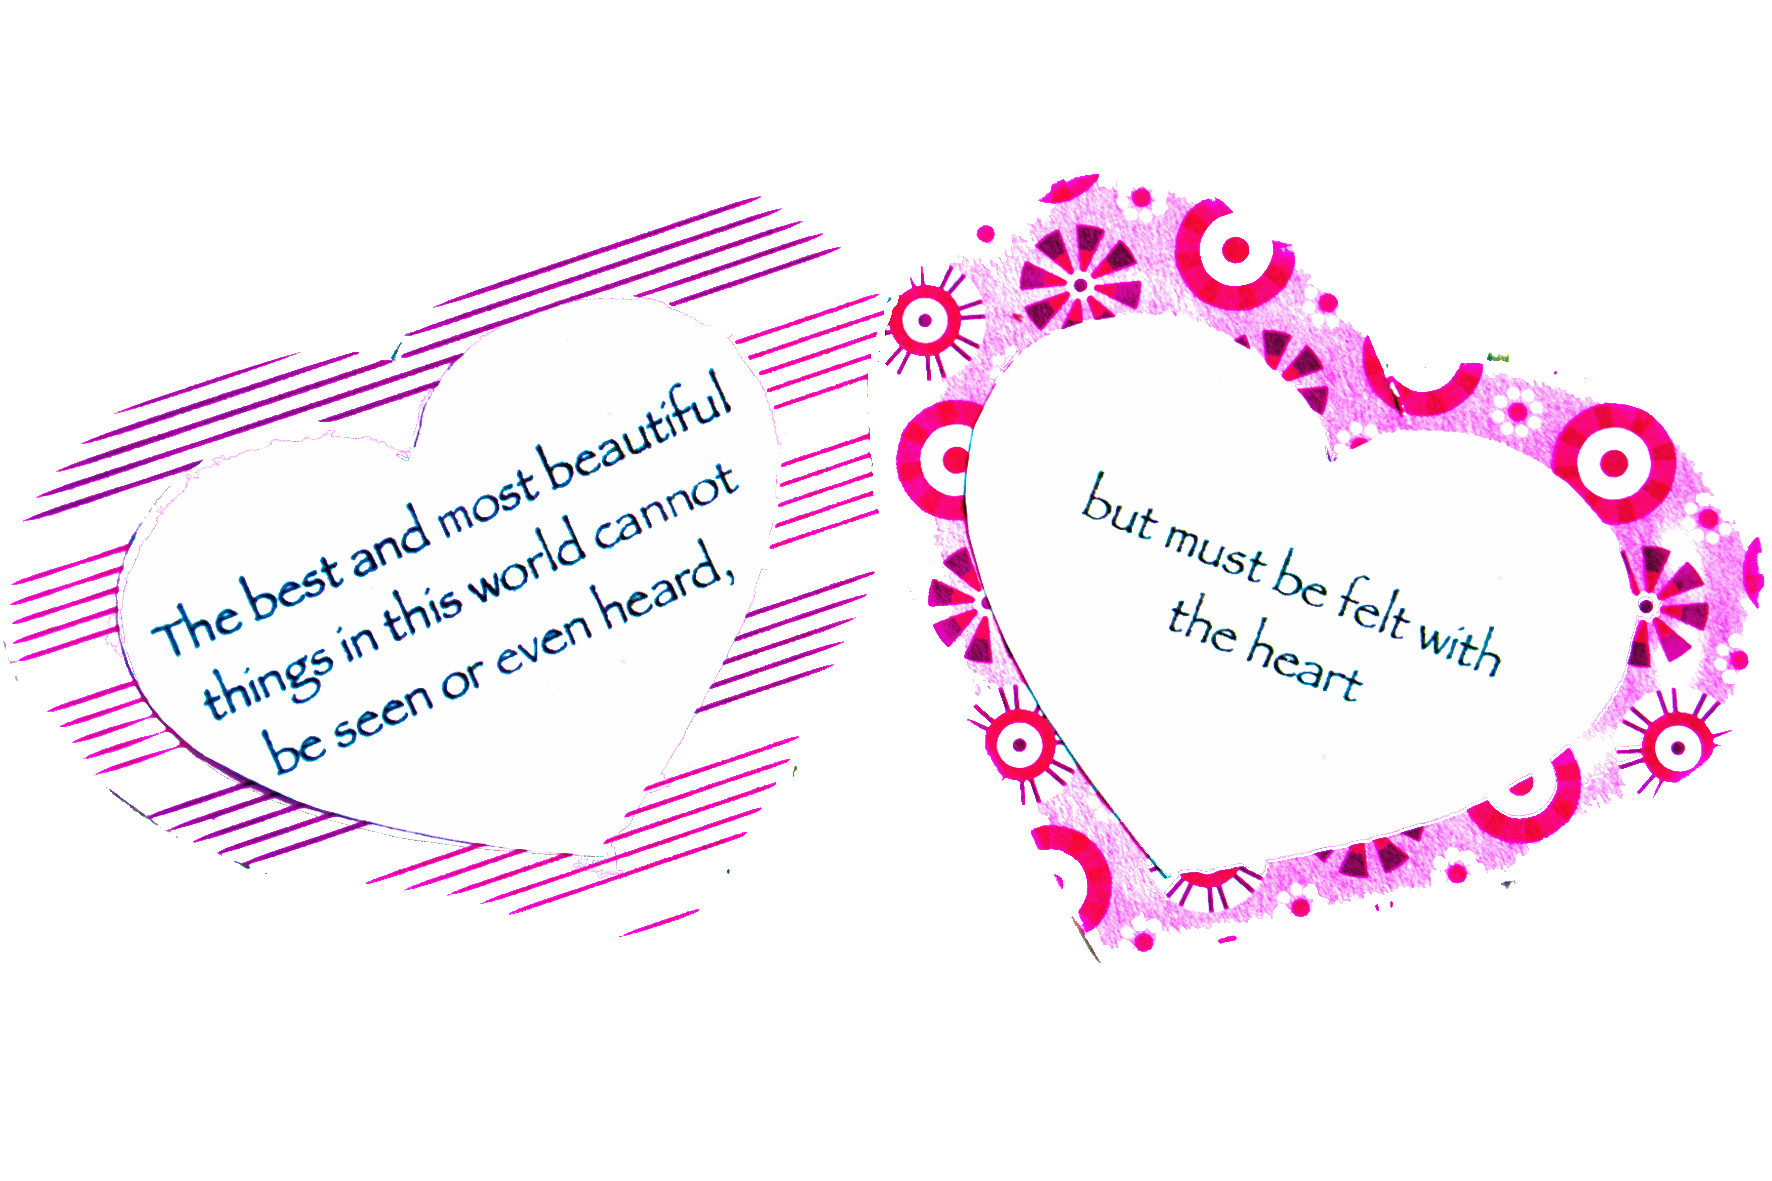 The best and most beautiful
things in this world cannot
be seen or even heard,
but must be felt with
the heart